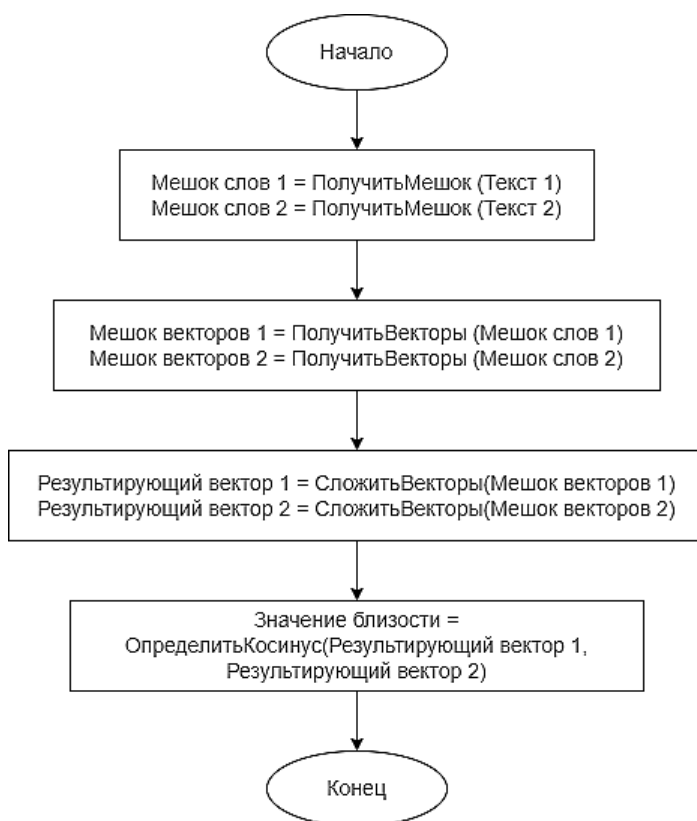 Начало
Мешок слов 1 = ПолучитьМешок (Текст 1)
Мешок слов 2 = ПолучитьМешок (Текст 2)
Мешок векторов 1 = ПолучитьВекторы (Мешок слов 1)
Мешок векторов 2 = ПолучитьВекторы (Мешок слов 2)
Результирующий вектор 1 = СложитьВекторы(Мешок векторов 1)
Результирующий вектор 2 = СложитьВекторы(Мешок векторов 2)
Значение близости =
ОпределитьКосинус(Результирующий вектор 1,
Результирующий вектор 2)
Конец